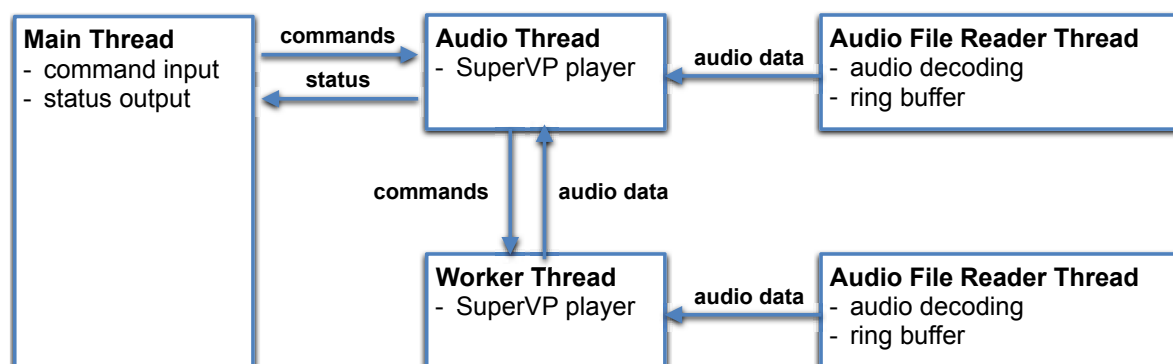 Main Thread
- command input
- status output
commands
status
Audio Thread
- SuperVP player
audio data
Audio File Reader Thread
- audio decoding
- ring buffer
commands
audio data
Worker Thread
- SuperVP player
audio data
Audio File Reader Thread
- audio decoding
- ring buffer